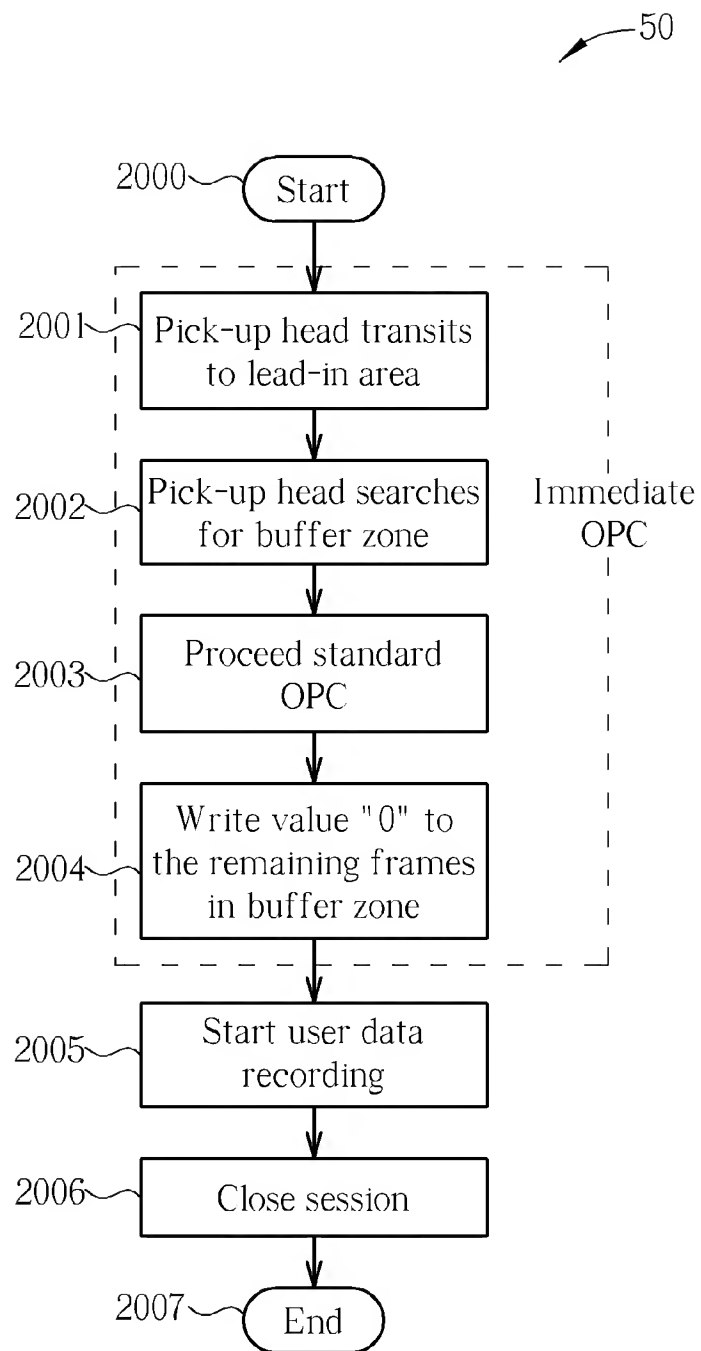 50
2000
Start
2001
Pick-up head transits
to lead-in area
2002
Pick-up head searches
for buffer zone
Immediate
OPC
2003
Proceed standard
OPC
2004
Write value "0" to
the remaining frames
in buffer zone
2005
Start user data
recording
2006
Close session
2007
End